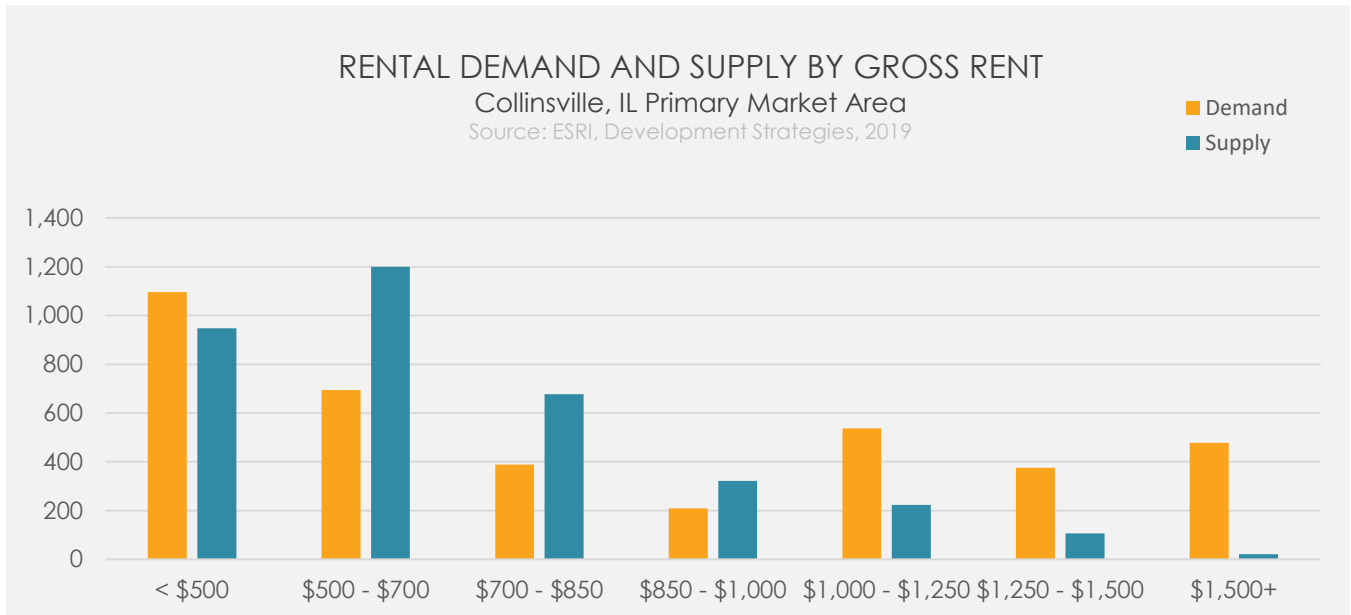 RENTAL DEMAND AND SUPPLY BY GROSS RENT
Collinsville, IL Primary Market Area
Source: ESRI, Development Strategies, 2019
Demand
Supply
1,400
1,200
1,000
800
600
400
200
0
< $500
$500 - $700
$700 - $850
$850 - $1,000
$1,000 - $1,250
$1,250 - $1,500
$1,500+